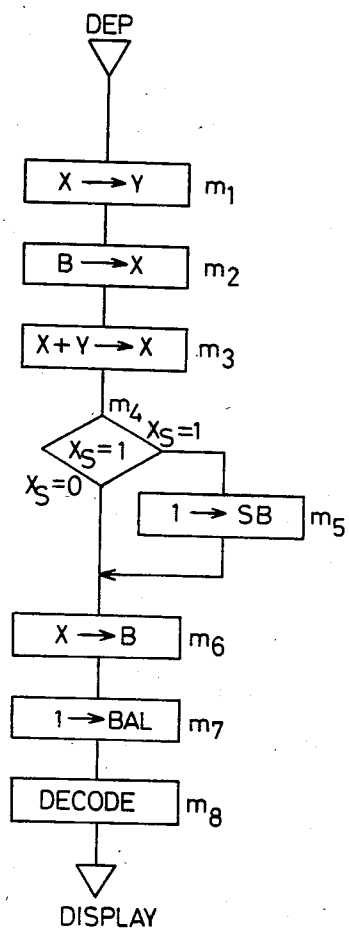 DEP
X → Y m1
B → X m2
X+Y → X m3
m4
XS=1
XS=1
XS=0
1 → SB m5
X → B m6
1 → BAL m7
DECODE m8
DISPLAY